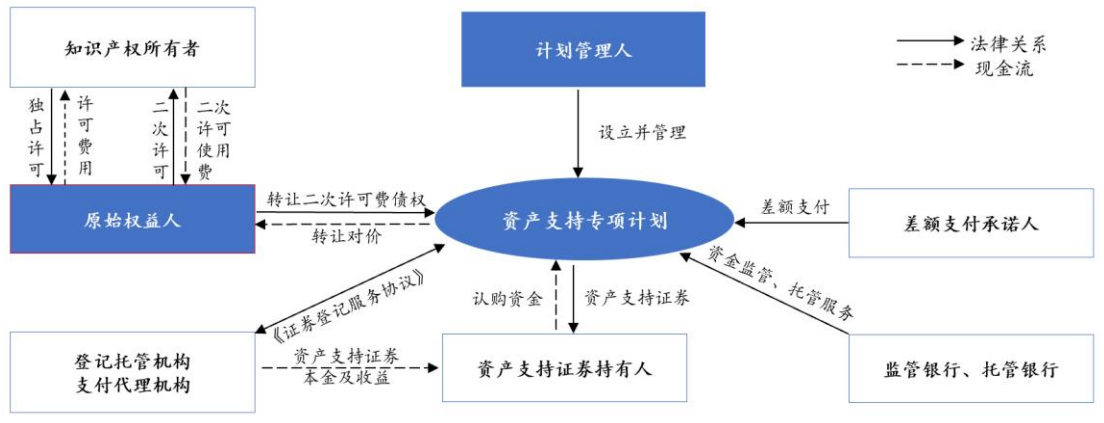 知识产权所有者
计划管理人
法律关系
现金流
独占许可
许可费用
二次许可
二次许可使用费
设立并管理
原始权益人
转让二次许可费债权
转让对价
资产支持专项计划
差额支付
差额支付承诺人
《证券登记服务协议》
认购资金
资产支持证券
资金监管、托管服务
登记托管机构
支付代理机构
资产支持证券
本金及收益
资产支持证券持有人
监管银行、托管银行